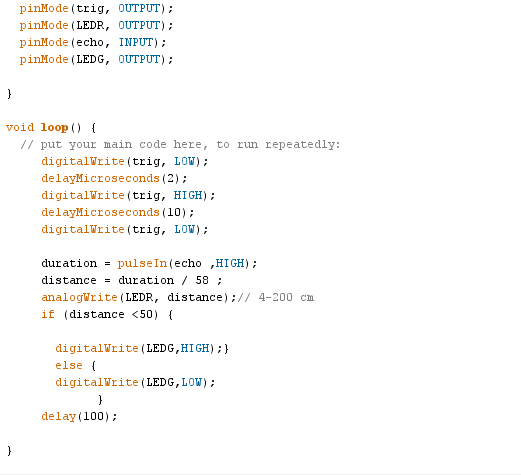 pinMode(trig, OUTPUT);
pinMode(LEDR, OUTPUT);
pinMode(echo, INPUT);
pinMode(LEDG, OUTPUT);
}
void loop() {
// put your main code here, to run repeatedly:
digitalWrite(trig, LOW);
delayMicroseconds(2);
digitalWrite(trig, HIGH);
delayMicroseconds(10);
digitalWrite(trig, LOW);
duration = pulseIn(echo ,HIGH);
distance = duration / 58 ;
analogWrite(LEDR, distance);// 4-200 cm
if (distance <50) {
digitalWrite(LEDG,HIGH);}
else {
digitalWrite(LEDG,LOW);
}
delay(100);
}